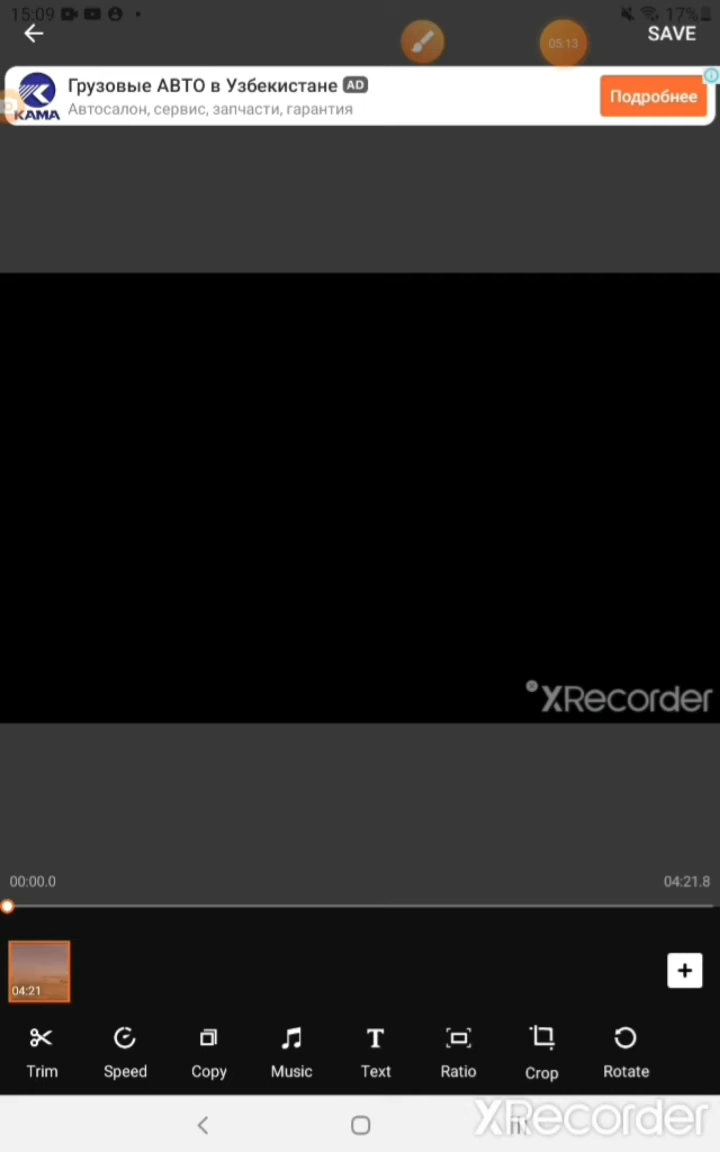 15:09
17%
05:13
SAVE
Грузовые АВТО в Узбекистане AD
Автосалон, сервис, запчасти, гарантия
KAMA
Подробнее
XRecorder
00:00.0
04:21.8
04:21
Trim
Speed
Copy
Music
Text
Ratio
Crop
Rotate
XRecorder